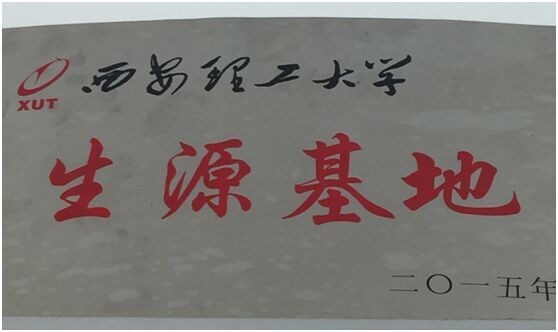 西安理工大学
XUT
生源基地
二〇一五年